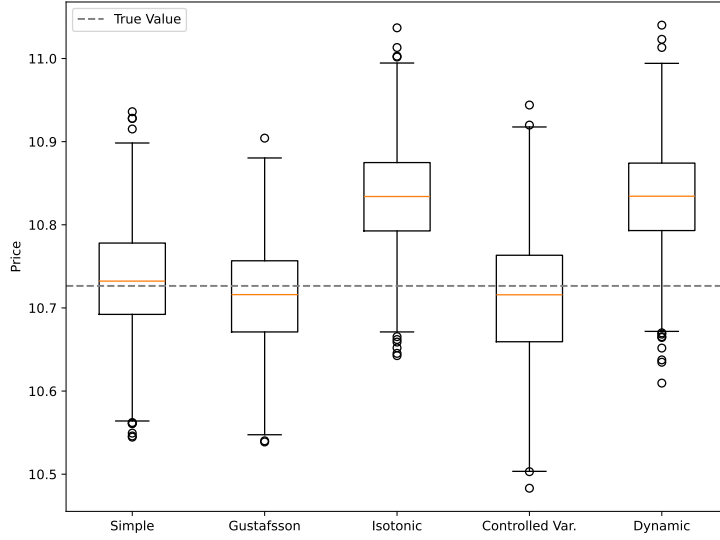 True Value
11.0
10.9
10.8
10.7
10.6
10.5
Price
Simple
Gustafsson
Isotonic
Controlled Var.
Dynamic